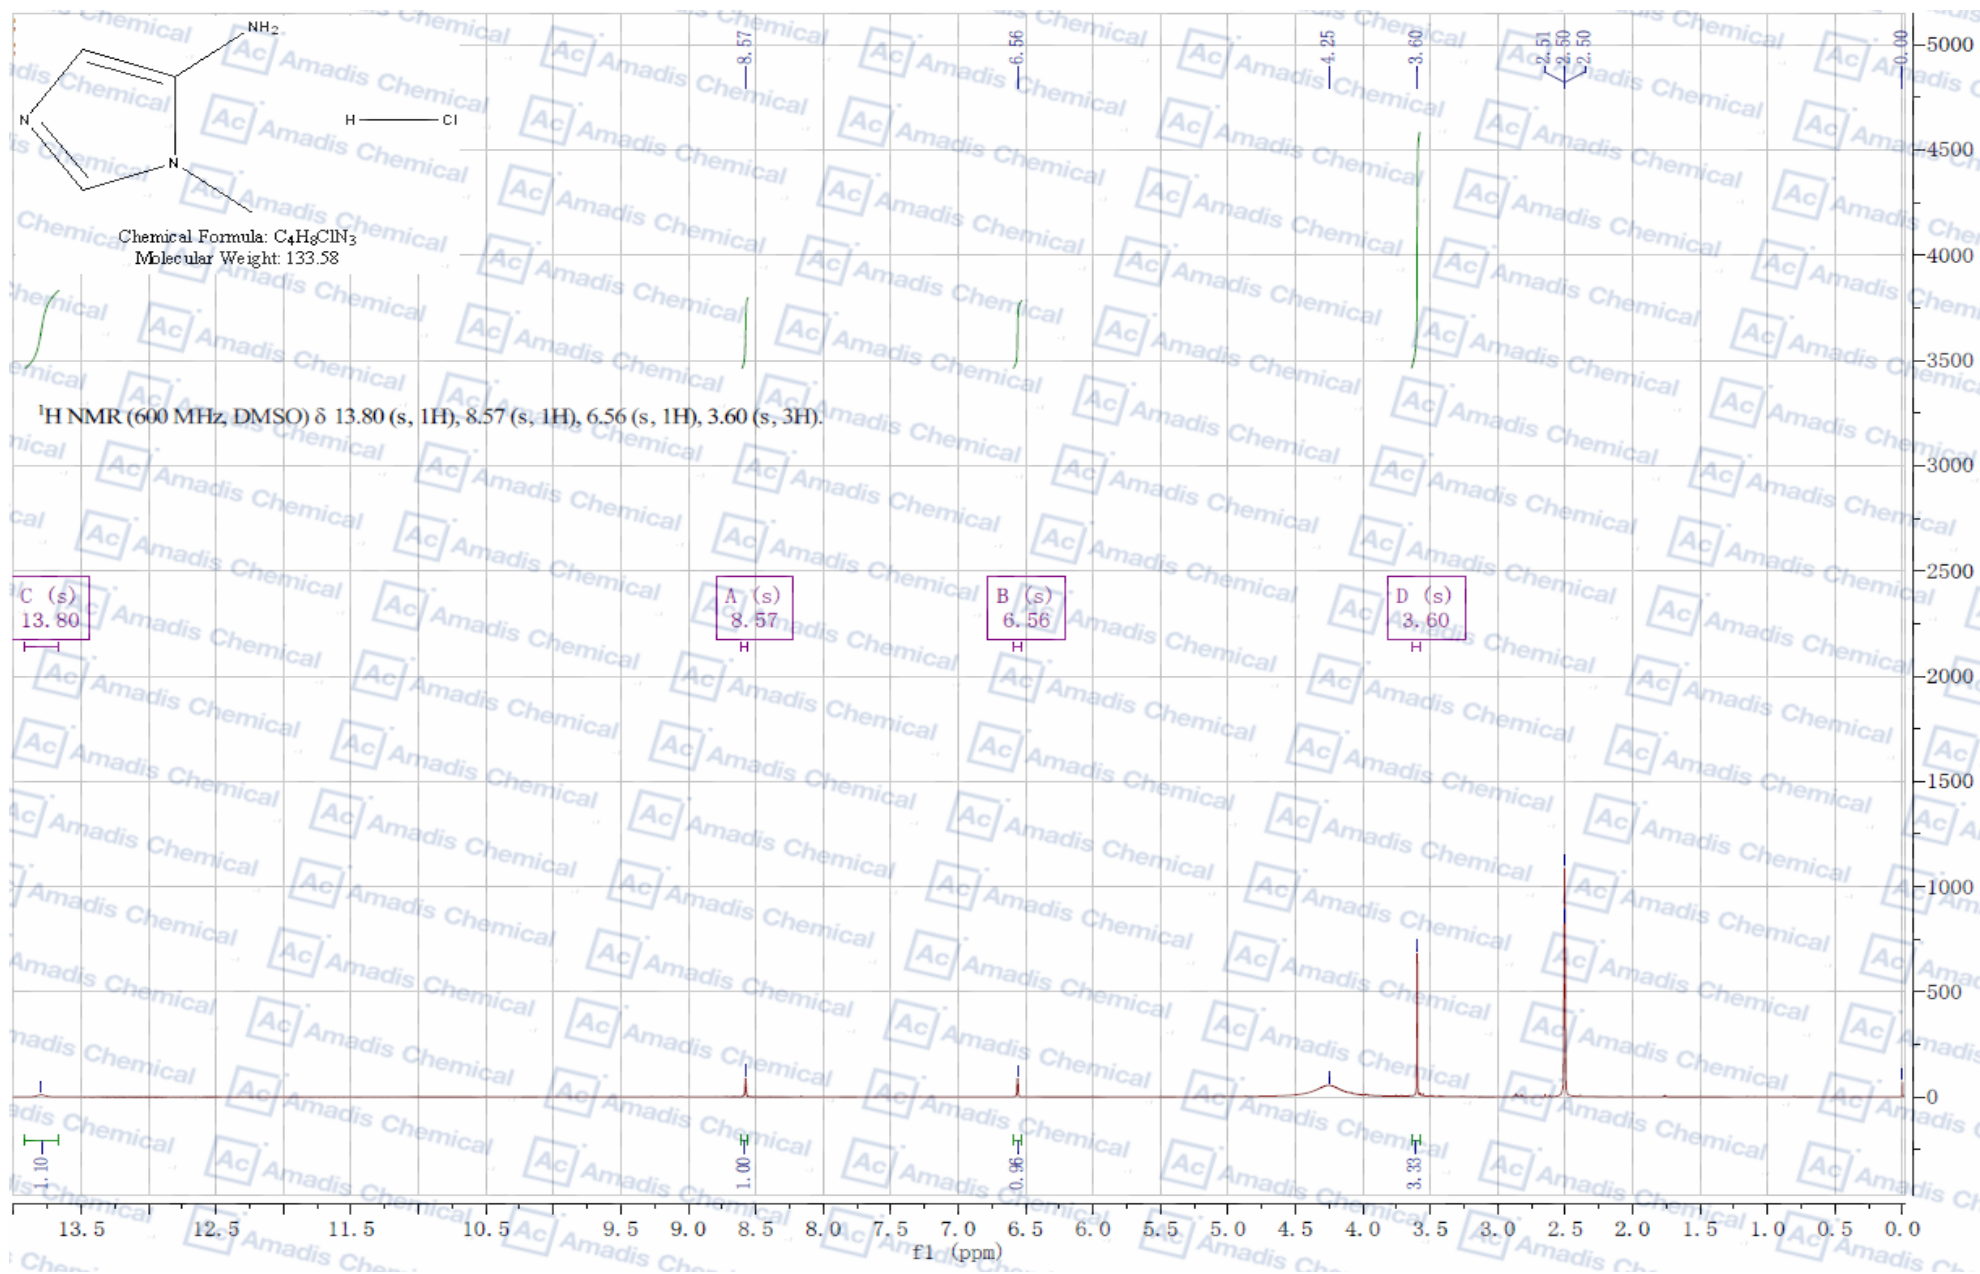 NH2
N
N
H Cl
Chemical Formula: C4H8ClN3
Molecular Weight: 133.58
8.57
6.56
4.25
3.60
2.51
2.50
2.50
0.00
1H NMR (600 MHz, DMSO) δ 13.80 (s, 1H), 8.57 (s, 1H), 6.56 (s, 1H), 3.60 (s, 3H).
C (s)
13.80
A (s)
8.57
B (s)
6.56
D (s)
3.60
5000
4500
4000
3500
3000
2500
2000
1500
1000
500
0
1.10
1.00
0.96
3.33
13.5 12.5 11.5 10.5 9.5 9.0 8.5 8.0 7.5 7.0 6.5 6.0 5.5 5.0 4.5 4.0 3.5 3.0 2.5 2.0 1.5 1.0 0.5 0.0
f1 (ppm)
Ac Amadis Chemical